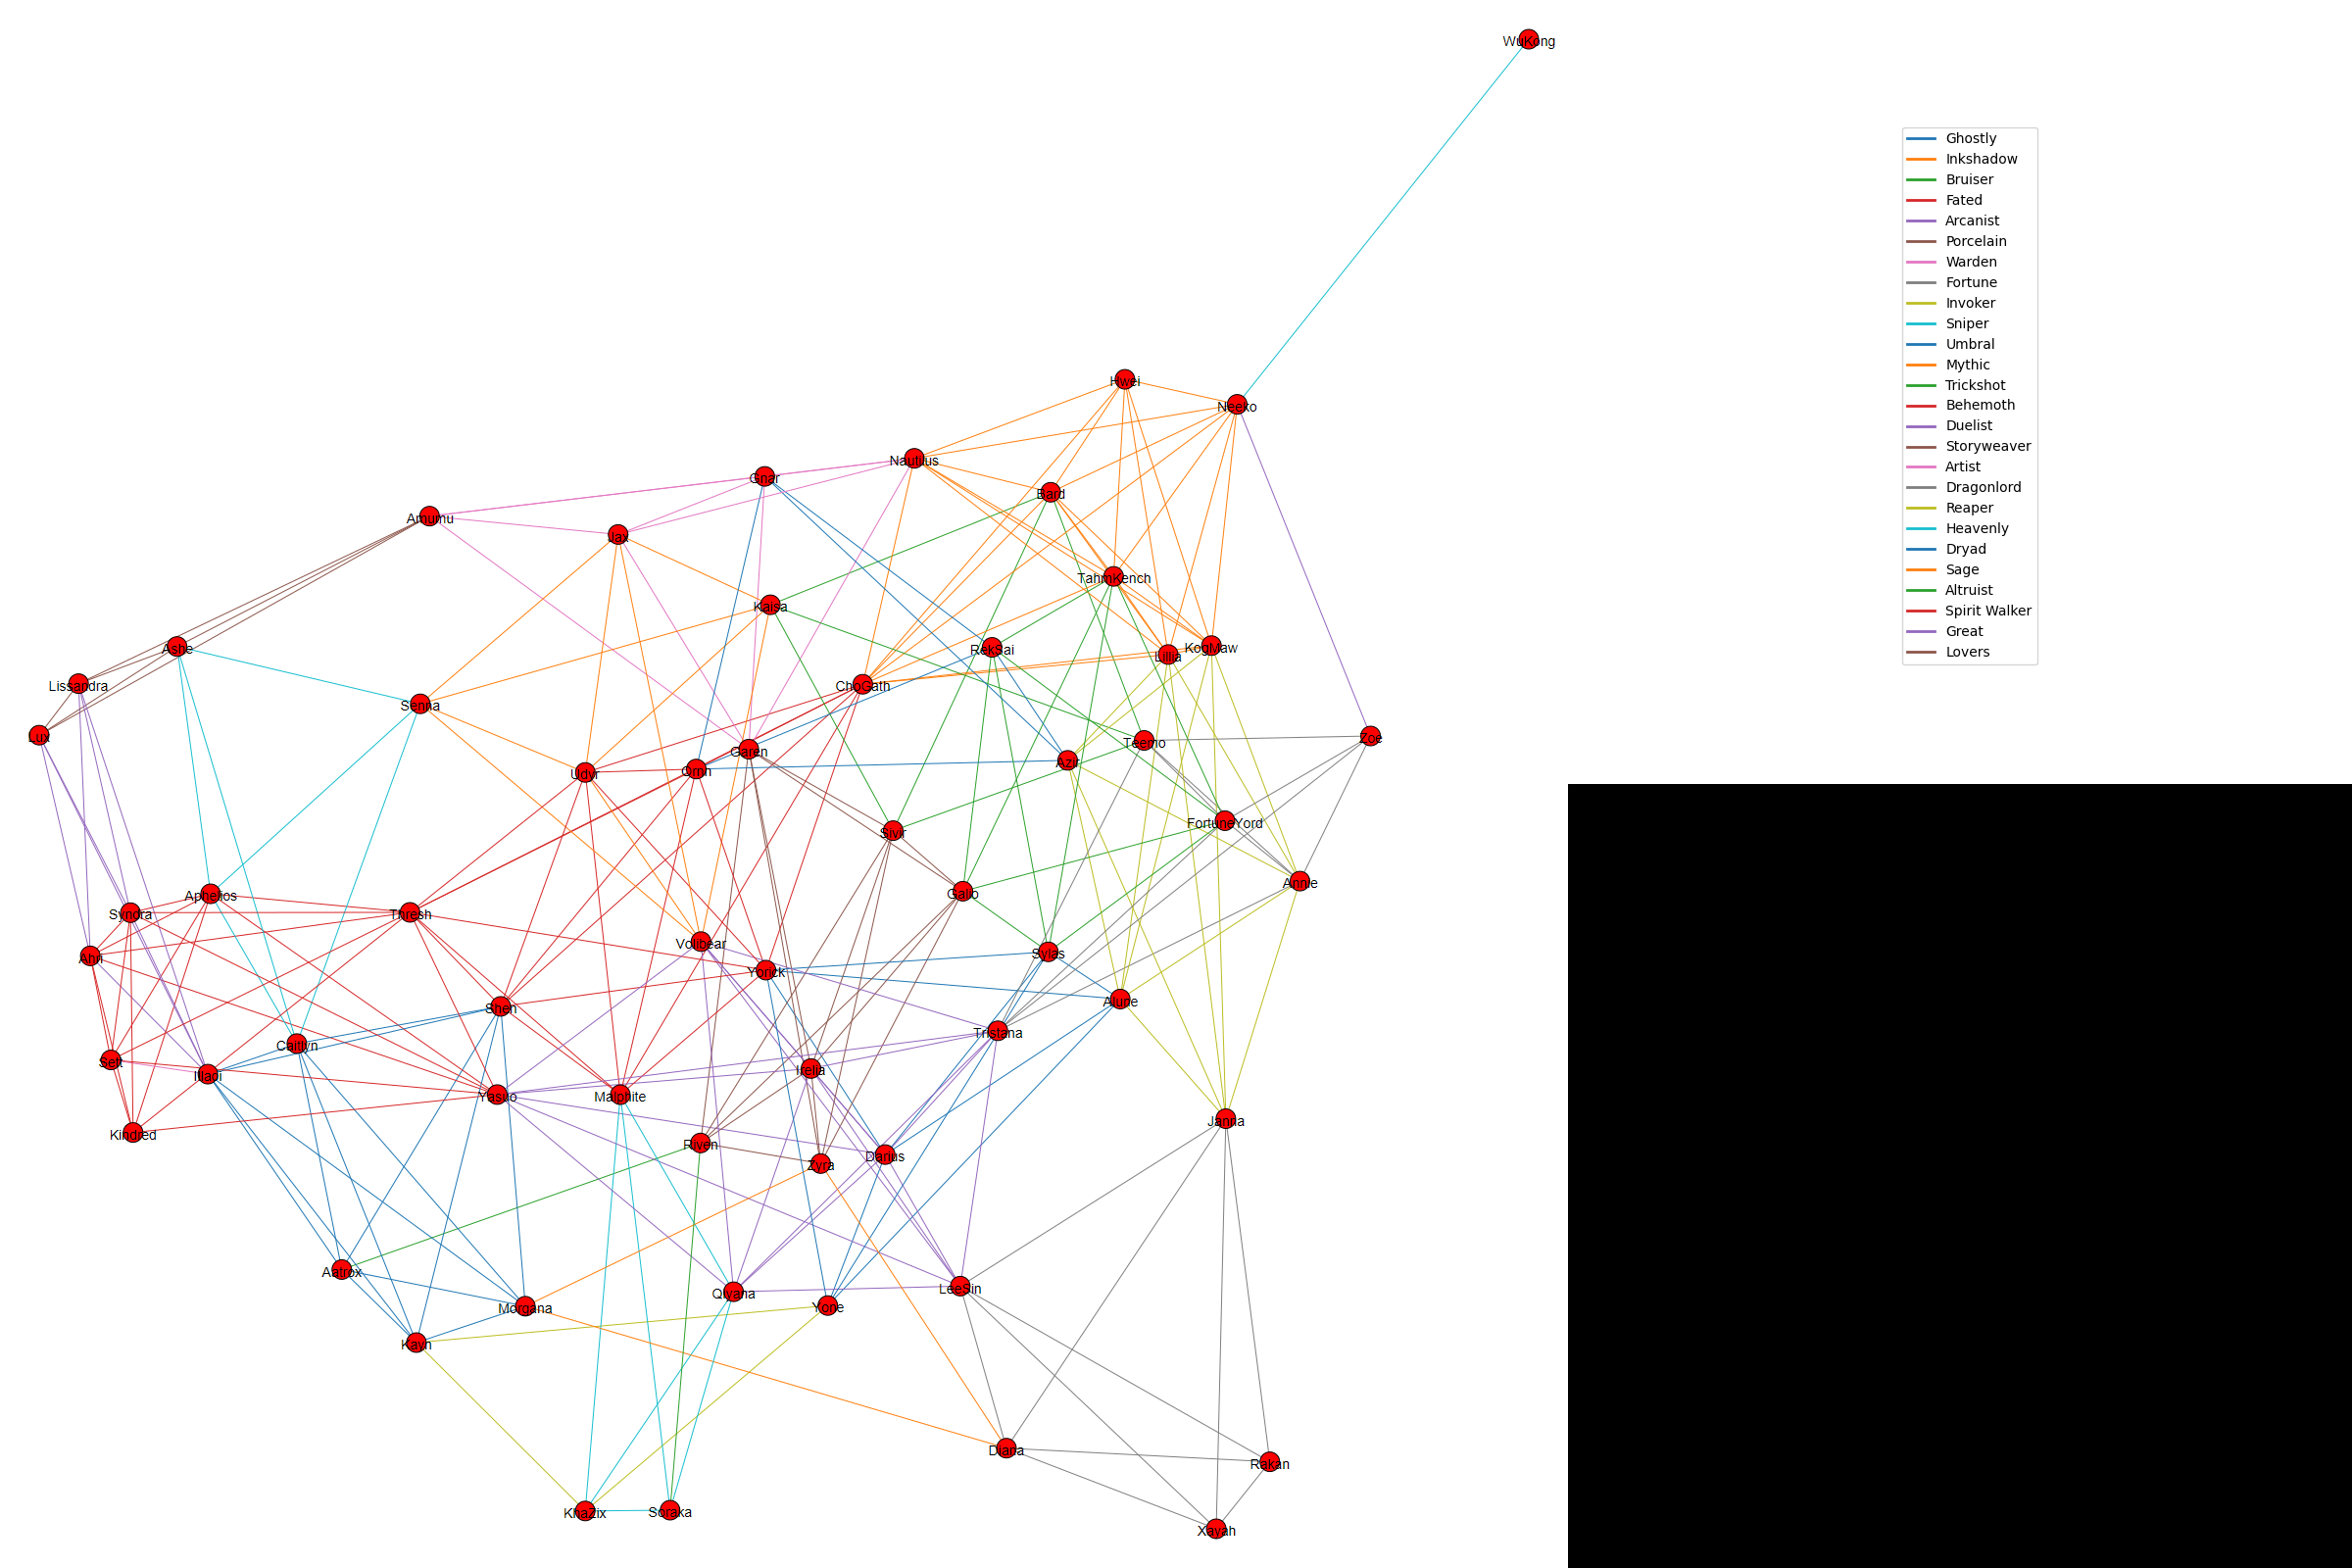 WuKong
Ghostly
Inkshadow
Bruiser
Fated
Arcanist
Porcelain
Warden
Fortune
Invoker
Sniper
Umbral
Mythic
Trickshot
Behemoth
Duelist
Storyweaver
Artist
Dragonlord
Reaper
Heavenly
Dryad
Sage
Altruist
Spirit Walker
Great
Lovers
Hwei
Neeko
Nautilus
Gnar
Bard
Amumu
Jax
TahmKench
Kaisa
Ashe
RekSai
KogMaw
Lillia
Lissandra
ChoGath
Senna
Lux
Zoe
Teemo
Garen
Azir
Udyr
Ornn
FortuneYord
Sivir
Annie
Galio
Aphelios
Syndra
Thresh
Volibear
Ahri
Sylas
Yorick
Alune
Shen
Tristana
Caitlyn
Sett
Illaoi
Irelia
Yasuo
Malphite
Janna
Kindred
Riven
Darius
Zyra
Aatrox
LeeSin
Qiyana
Morgana
Yone
Kayn
Diana
Rakan
KhaZix
Soraka
Xayah